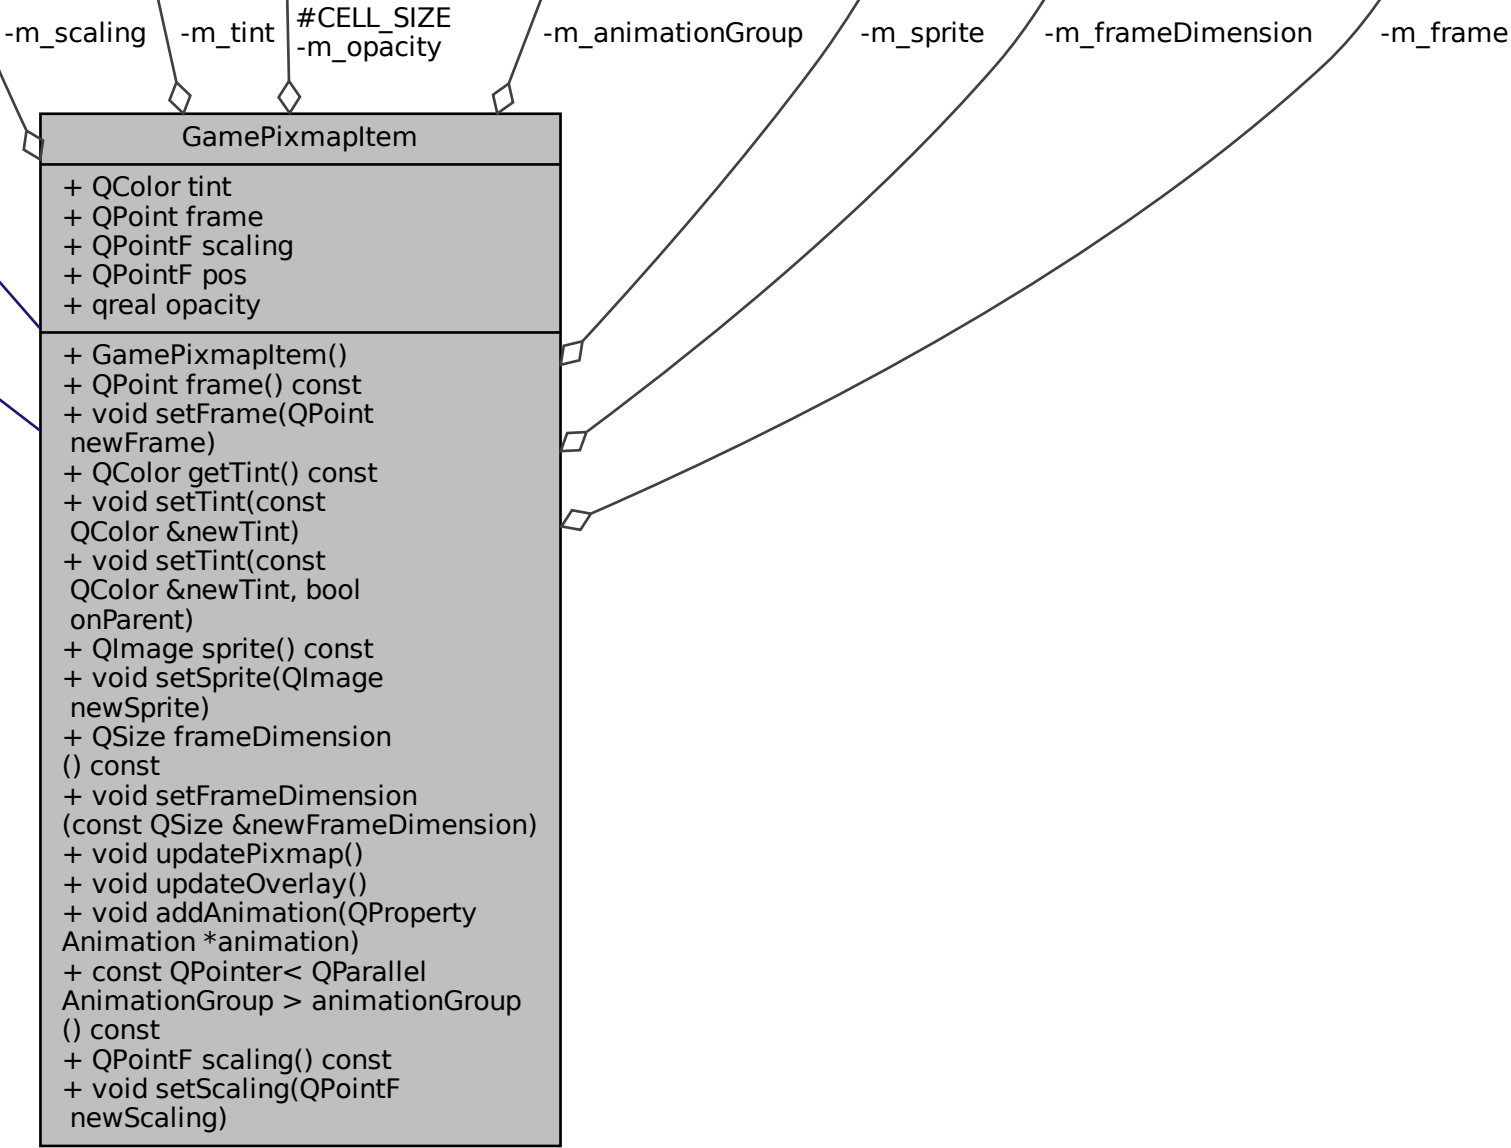 -m_scaling
-m_tint
#CELL_SIZE
-m_opacity
-m_animationGroup
-m_sprite
-m_frameDimension
-m_frame
GamePixmapItem
+ QColor tint
+ QPoint frame
+ QPointF scaling
+ QPointF pos
+ qreal opacity
+ GamePixmapItem()
+ QPoint frame() const
+ void setFrame(QPoint
newFrame)
+ QColor getTint() const
+ void setTint(const
QColor &newTint)
+ void setTint(const
QColor &newTint, bool
onParent)
+ QImage sprite() const
+ void setSprite(QImage
newSprite)
+ QSize frameDimension
() const
+ void setFrameDimension
(const QSize &newFrameDimension)
+ void updatePixmap()
+ void updateOverlay()
+ void addAnimation(QProperty
Animation *animation)
+ const QPointer< QParallel
AnimationGroup > animationGroup
() const
+ QPointF scaling() const
+ void setScaling(QPointF
newScaling)